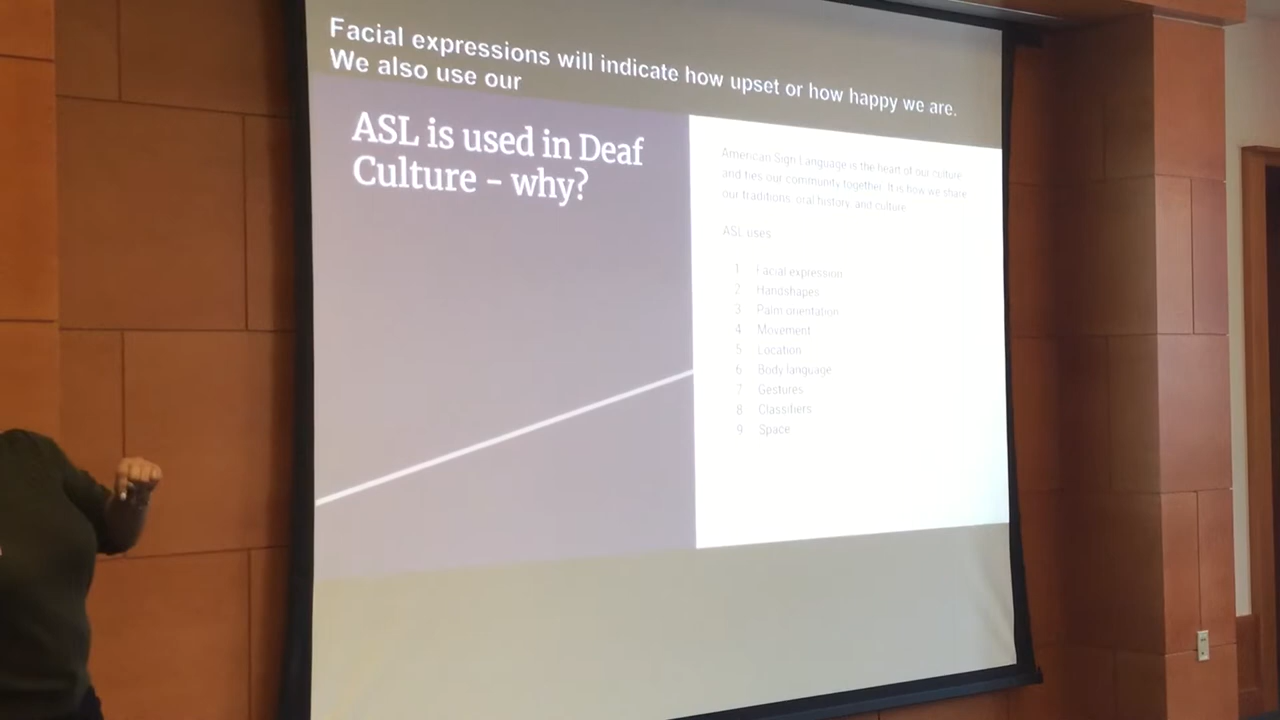 Facial expressions will indicate how upset or how happy we are.
We also use our
ASL is used in Deaf
Culture – why?
American Sign Language is the heart of our culture
and ties our community together. It is how we share
our traditions, oral history, and culture.
ASL uses
1 Facial expression
2 Handshapes
3 Palm orientation
4 Movement
5 Location
6 Body language
7 Gestures
8 Classifiers
9 Space